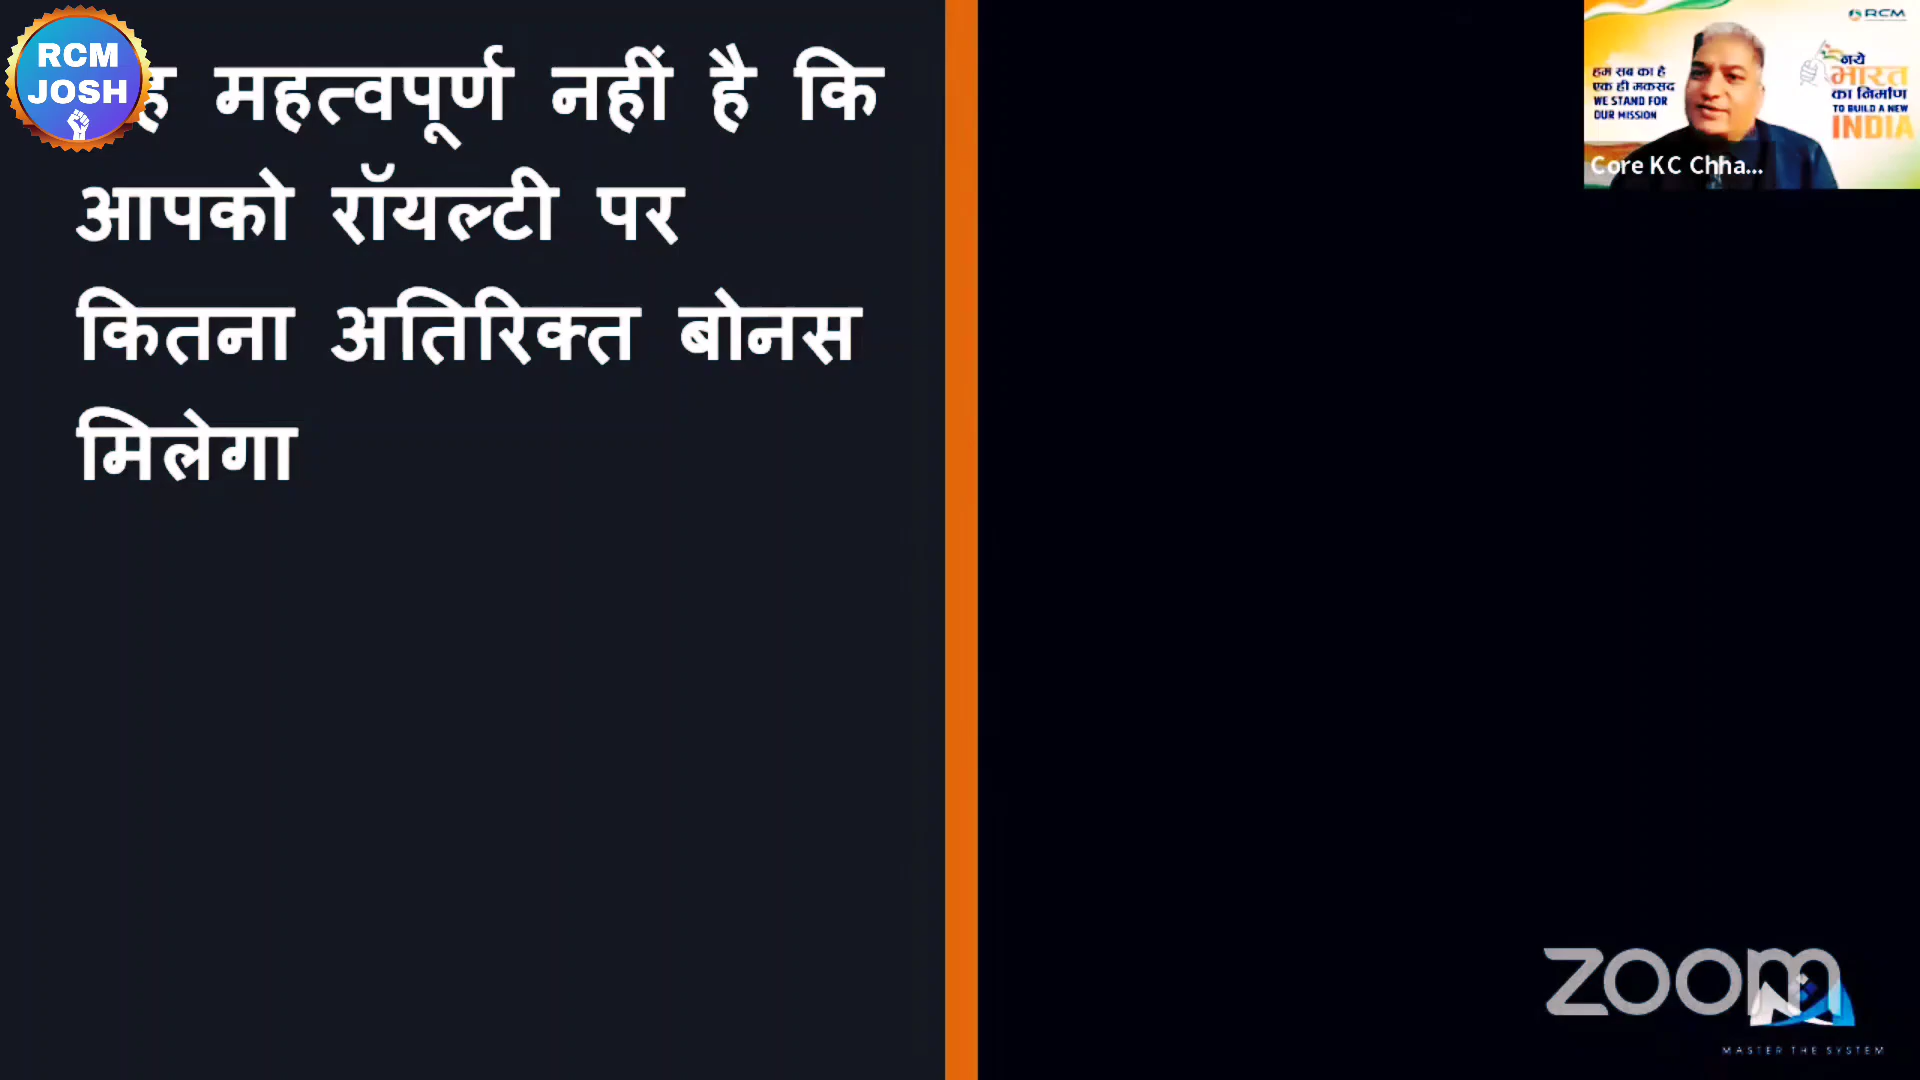 RCM
JOSH
महत्वपूर्ण नहीं है कि
आपको रॉयल्टी पर
कितना अतिरिक्त बोनस
मिलेगा
RCM
हम सब का है
एक ही मकसद
WE STAND FOR
OUR MISSION
नये
भारत
का निर्माण
TO BUILD A NEW
INDIA
Core KC Chha...
zoom
MASTER THE SYSTEM